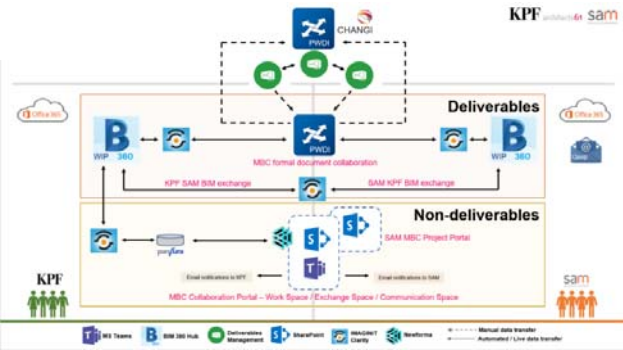 KPF architects61 sam
CHANGI
PWDI
Office 365
Deliverables
Office 365
B
B
WIP 360
PWDI
WIP 360
MBC formal document collaboration
KPF SAM BIM exchange
SAM KPF BIM exchange
Non-deliverables
SAM MBC Project Portal
KPF
Email notifications to KPF
Email notifications to SAM
sam
MBC Collaboration Portal – Work Space / Exchange Space / Communication Space
MS Teams
BIM 360 Hub
Deliverables
Management
SharePoint
IMAGINiT
Clarity
Newforma
Manual data transfer
Automated / Live data transfer